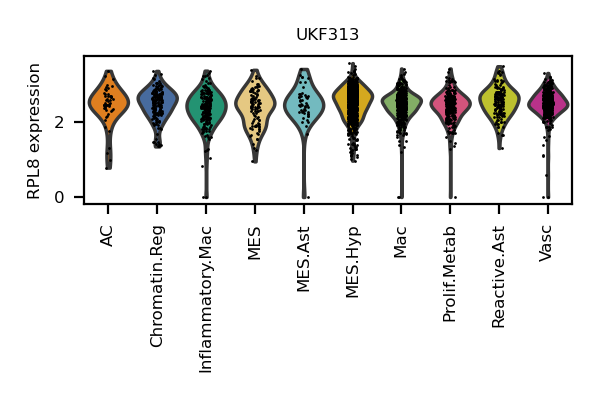 UKF313
RPL8 expression
2
0
AC
Chromatin.Reg
Inflammatory.Mac
MES
MES.Ast
MES.Hyp
Mac
Prolif.Metab
Reactive.Ast
Vasc